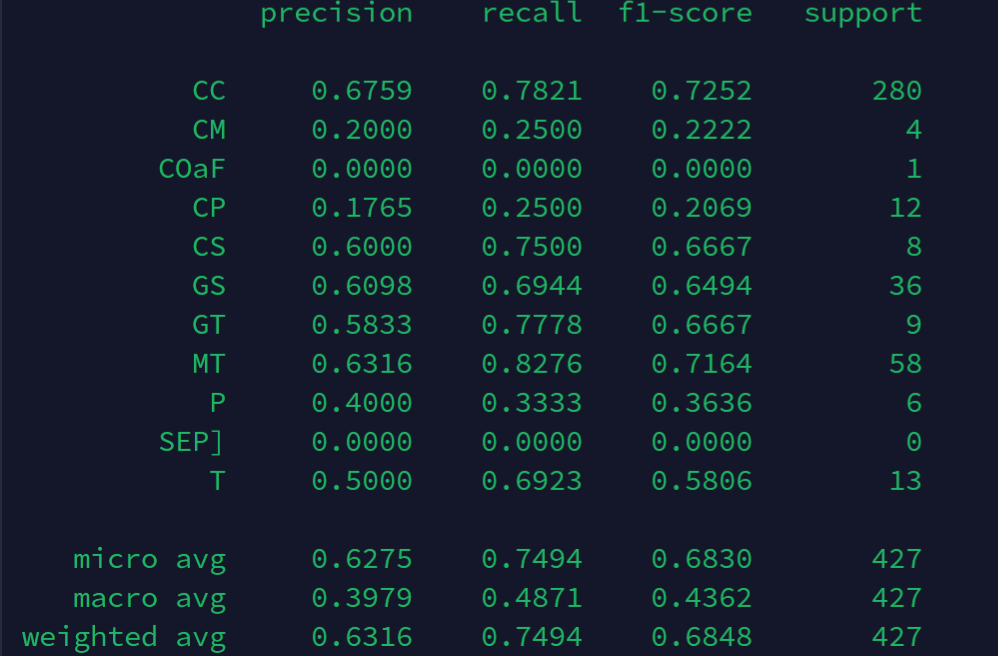 precision recall f1-score support
CC 0.6759 0.7821 0.7252 280
CM 0.2000 0.2500 0.2222 4
COaF 0.0000 0.0000 0.0000 1
CP 0.1765 0.2500 0.2069 12
CS 0.6000 0.7500 0.6667 8
GS 0.6098 0.6944 0.6494 36
GT 0.5833 0.7778 0.6667 9
MT 0.6316 0.8276 0.7164 58
P 0.4000 0.3333 0.3636 6
SEP] 0.0000 0.0000 0.0000 0
T 0.5000 0.6923 0.5806 13
micro avg 0.6275 0.7494 0.6830 427
macro avg 0.3979 0.4871 0.4362 427
weighted avg 0.6316 0.7494 0.6848 427